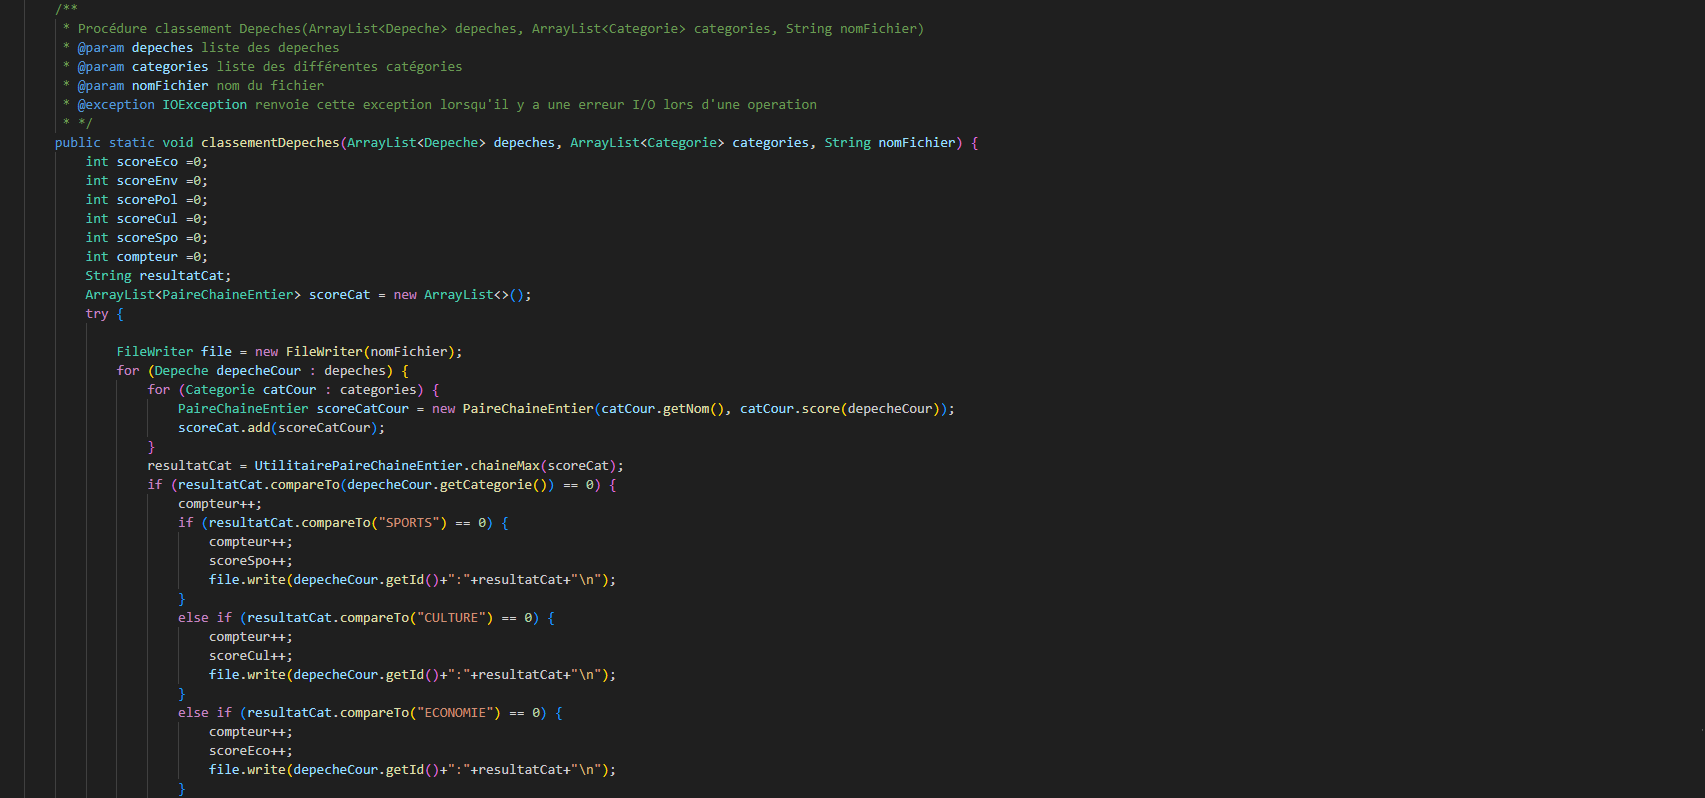 /**
 * Procédure classement Depeches(ArrayList<Depeche> depeches, ArrayList<Categorie> categories, String nomFichier)
 * @param depeches liste des depeches
 * @param categories liste des différentes catégories
 * @param nomFichier nom du fichier
 * @exception IOException renvoie cette exception lorsqu'il y a une erreur I/O lors d'une operation
 * */
public static void classementDepeches(ArrayList<Depeche> depeches, ArrayList<Categorie> categories, String nomFichier) {
    int scoreEco =0;
    int scoreEnv =0;
    int scorePol =0;
    int scoreCul =0;
    int scoreSpo =0;
    int compteur =0;
    String resultatCat;
    ArrayList<PaireChaineEntier> scoreCat = new ArrayList<>();
    try {
        FileWriter file = new FileWriter(nomFichier);
        for (Depeche depecheCour : depeches) {
            for (Categorie catCour : categories) {
                PaireChaineEntier scoreCatCour = new PaireChaineEntier(catCour.getNom(), catCour.score(depecheCour));
                scoreCat.add(scoreCatCour);
            }
            resultatCat = UtilitairePaireChaineEntier.chaineMax(scoreCat);
            if (resultatCat.compareTo(depecheCour.getCategorie()) == 0) {
                compteur++;
                if (resultatCat.compareTo("SPORTS") == 0) {
                    compteur++;
                    scoreSpo++;
                    file.write(depecheCour.getId()+":"+resultatCat+"\n");
                }
                else if (resultatCat.compareTo("CULTURE") == 0) {
                    compteur++;
                    scoreCul++;
                    file.write(depecheCour.getId()+":"+resultatCat+"\n");
                }
                else if (resultatCat.compareTo("ECONOMIE") == 0) {
                    compteur++;
                    scoreEco++;
                    file.write(depecheCour.getId()+":"+resultatCat+"\n");
                }